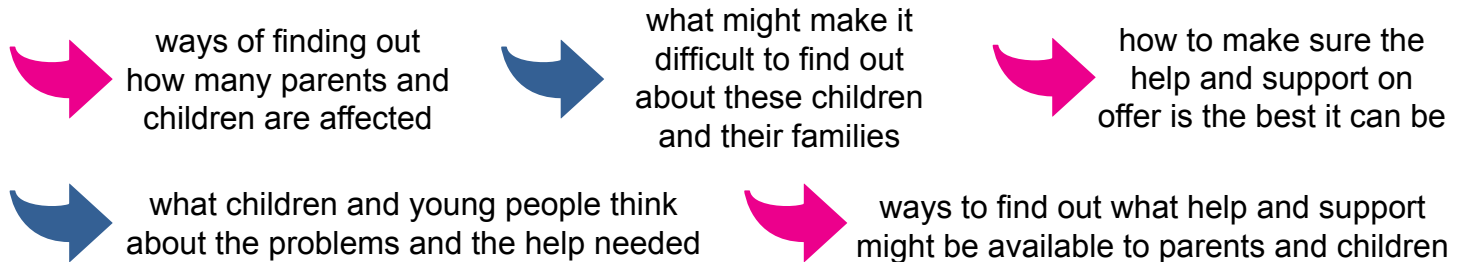 ways of finding out
how many parents and
children are affected
what might make it
difficult to find out
about these children
and their families
how to make sure the
help and support on
offer is the best it can be
what children and young people think
about the problems and the help needed
ways to find out what help and support
might be available to parents and children